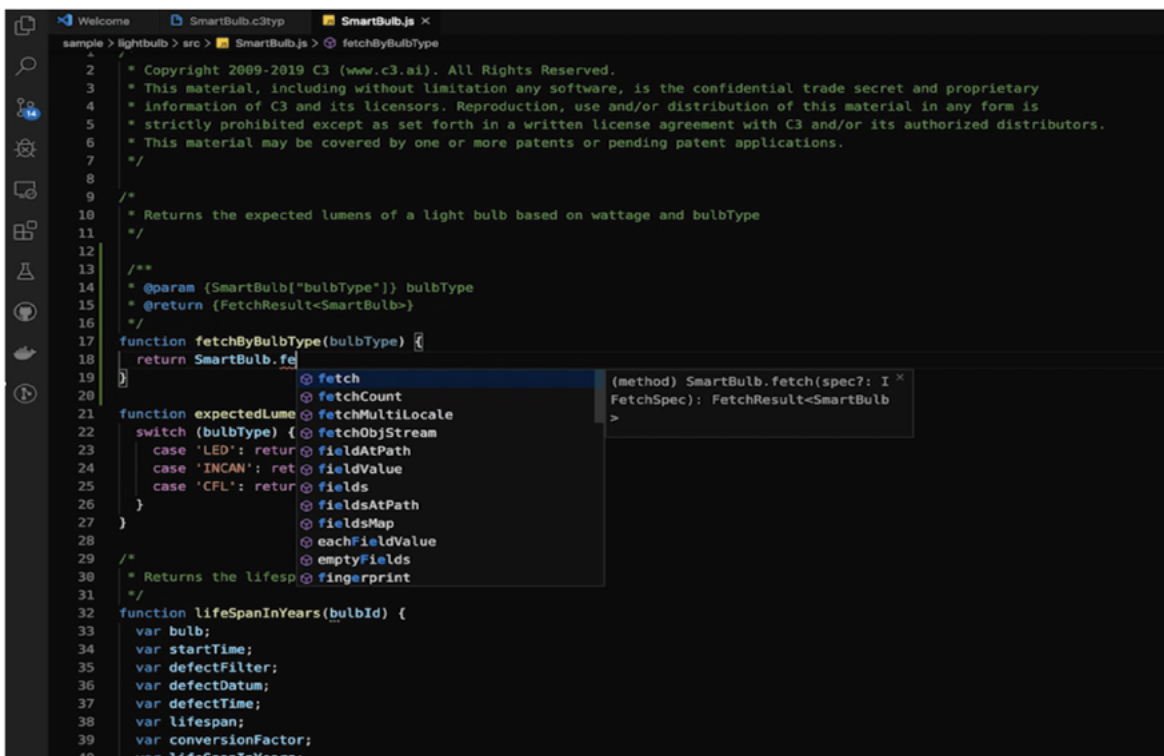 Welcome SmartBulb.c3typ JS SmartBulb.js ×
sample > lightbulb > src > JS SmartBulb.js > fetchByBulbType
1 /*
2 * Copyright 2009-2019 C3 (www.c3.ai). All Rights Reserved.
3 * This material, including without limitation any software, is the confidential trade secret and proprietary
4 * information of C3 and its licensors. Reproduction, use and/or distribution of this material in any form is
5 * strictly prohibited except as set forth in a written license agreement with C3 and/or its authorized distributors.
6 * This material may be covered by one or more patents or pending patent applications.
7 */
8
9 /*
10 * Returns the expected lumens of a light bulb based on wattage and bulbType
11 */
12
13 /**
14 * @param {SmartBulb["bulbType"]} bulbType
15 * @return {FetchResult<SmartBulb>}
16 */
17 function fetchByBulbType(bulbType) {
18 return SmartBulb.fe
19 }
20
21 function expectedLume
22 switch (bulbType) {
23 case 'LED': retur
24 case 'INCAN': ret
25 case 'CFL': retur
26 }
27 }
28
29 /*
30 * Returns the lifesp
31 */
32 function lifeSpanInYears(bulbId) {
33 var bulb;
34 var startTime;
35 var defectFilter;
36 var defectDatum;
37 var defectTime;
38 var lifespan;
39 var conversionFactor;
40 var lifeSpanInYears;
fetch
fetchCount
fetchMultiLocale
fetchObjStream
fieldAtPath
fieldValue
fields
fieldsAtPath
fieldsMap
eachFieldValue
emptyFields
fingerprint
(method) SmartBulb.fetch(spec?: I
FetchSpec): FetchResult<SmartBulb
>
14